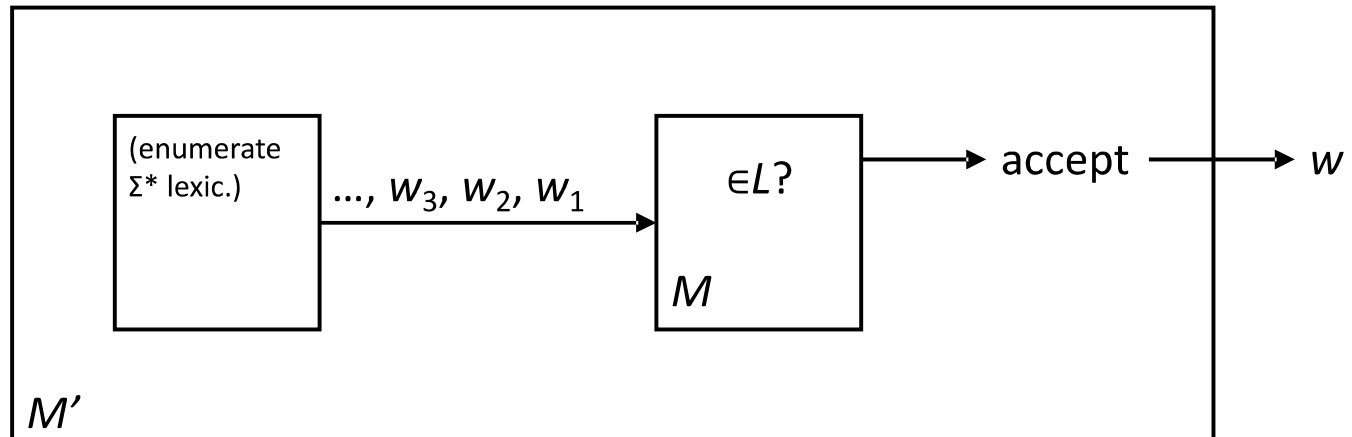 (enumerate
Σ* lexic.)
..., w₃, w₂, w₁
∈L?
M
accept
w
M’